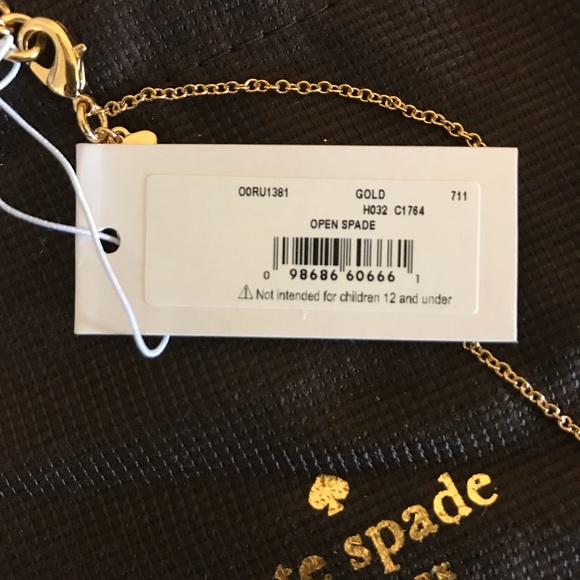 O0RU1381 GOLD 711
H032 C1764
OPEN SPADE
0 98686 60666 1
⚠ Not intended for children 12 and under
spade